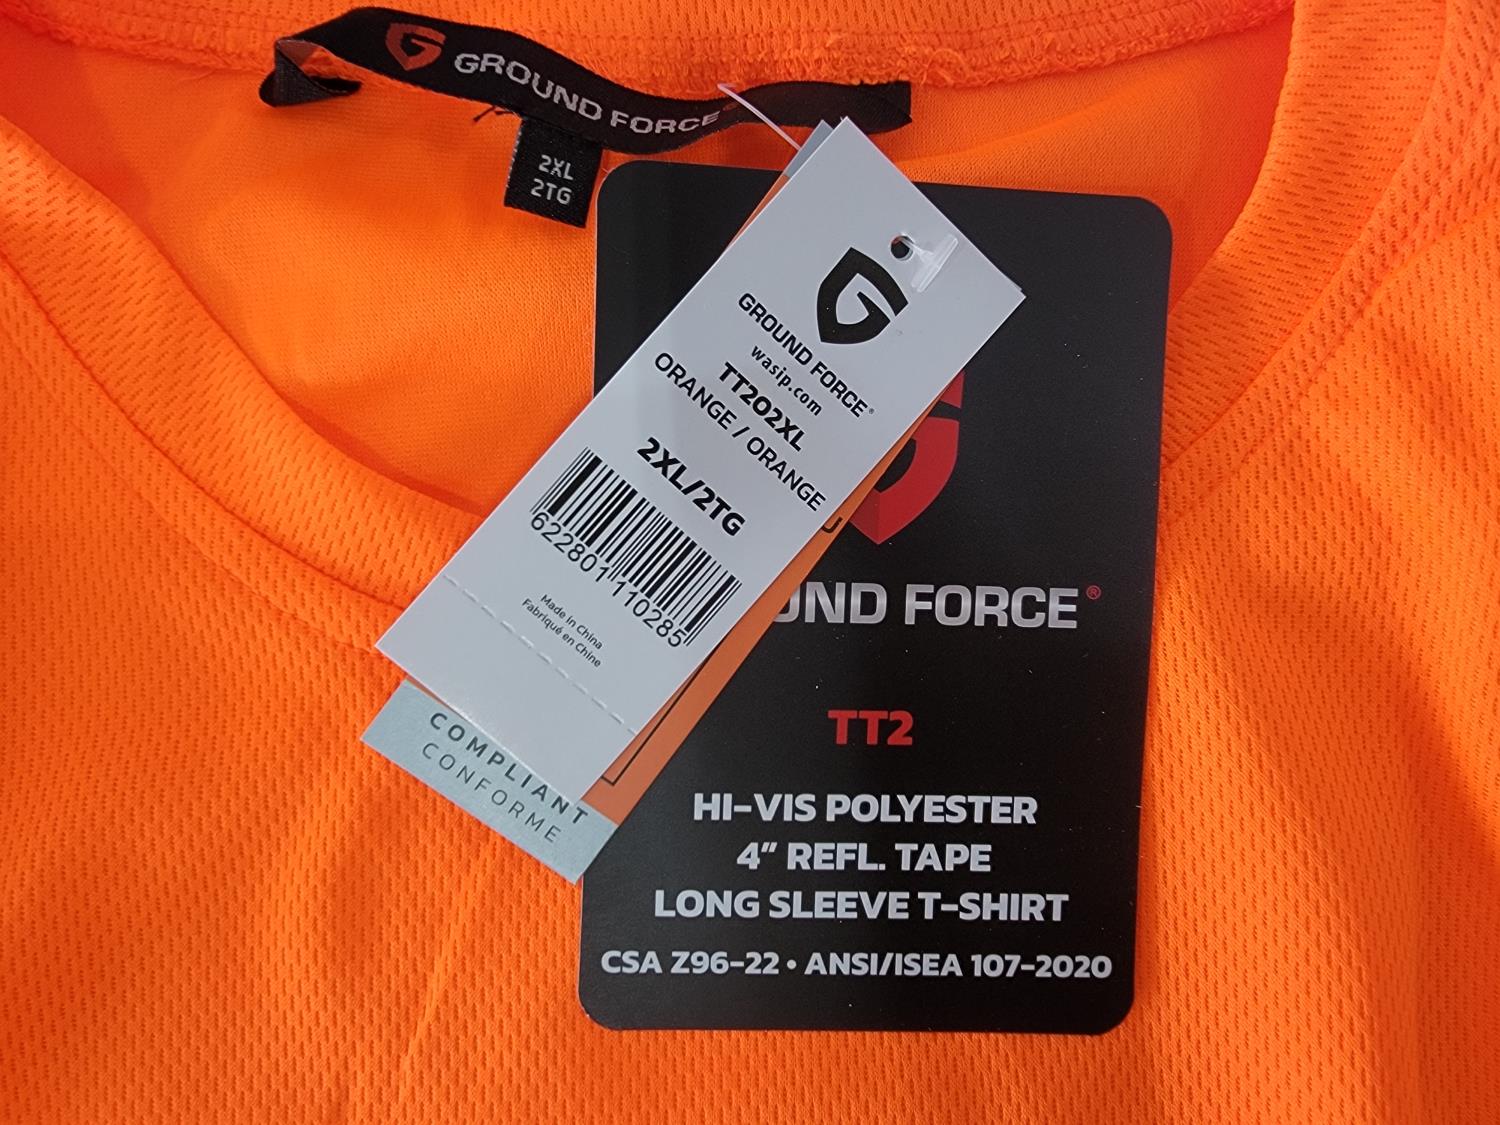 GROUND FORCE
2XL
2TG
GROUND FORCE®
wasip.com
TT2O2XL
ORANGE / ORANGE
2XL/2TG
622801110285
Made in China
Fabriqué en Chine
COMPLIANT
CONFORME
UND FORCE®
TT2
HI-VIS POLYESTER
4” REFL. TAPE
LONG SLEEVE T-SHIRT
CSA Z96-22 • ANSI/ISEA 107-2020